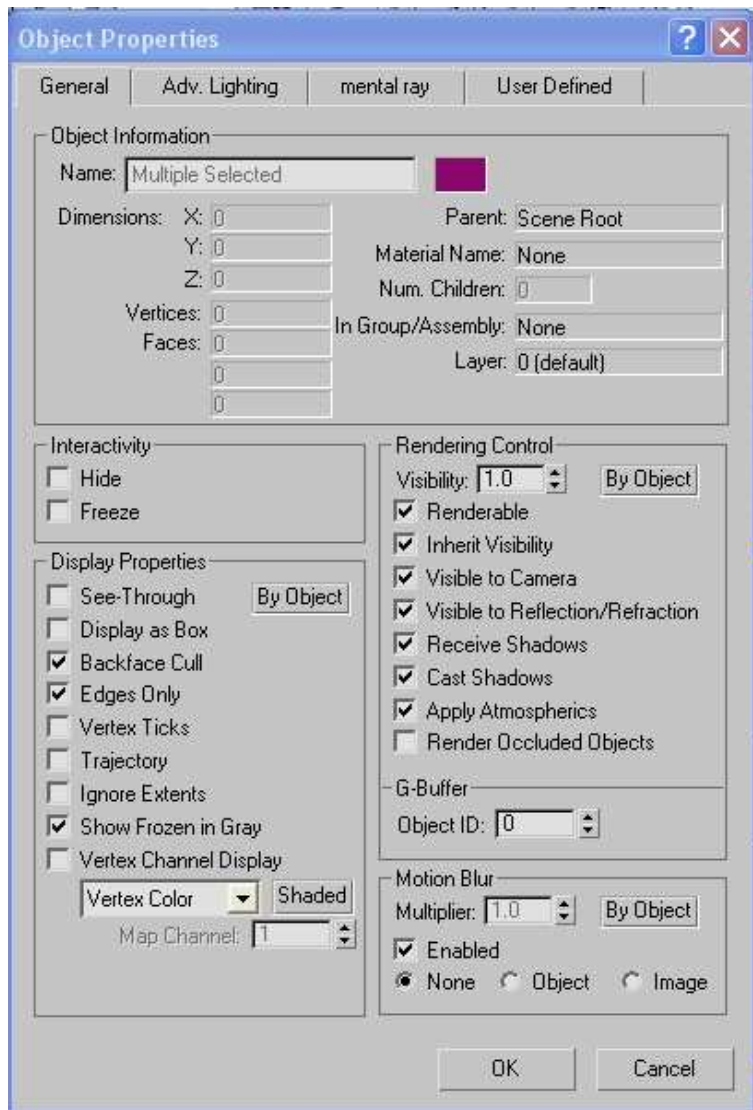 Object Properties
General Adv. Lighting mental ray User Defined
Object Information
Name: Multiple Selected
Dimensions: X: 0
Y: 0
Z: 0
Vertices: 0
Faces: 0
0
0
Parent: Scene Root
Material Name: None
Num. Children: 0
In Group/Assembly: None
Layer: 0 (default)
Interactivity
Hide
Freeze
Display Properties
See-Through By Object
Display as Box
Backface Cull
Edges Only
Vertex Ticks
Trajectory
Ignore Extents
Show Frozen in Gray
Vertex Channel Display
Vertex Color Shaded
Map Channel: 1
Rendering Control
Visibility: 1.0 By Object
Renderable
Inherit Visibility
Visible to Camera
Visible to Reflection/Refraction
Receive Shadows
Cast Shadows
Apply Atmospherics
Render Occluded Objects
G-Buffer
Object ID: 0
Motion Blur
Multiplier: 1.0 By Object
Enabled
None Object Image
OK Cancel